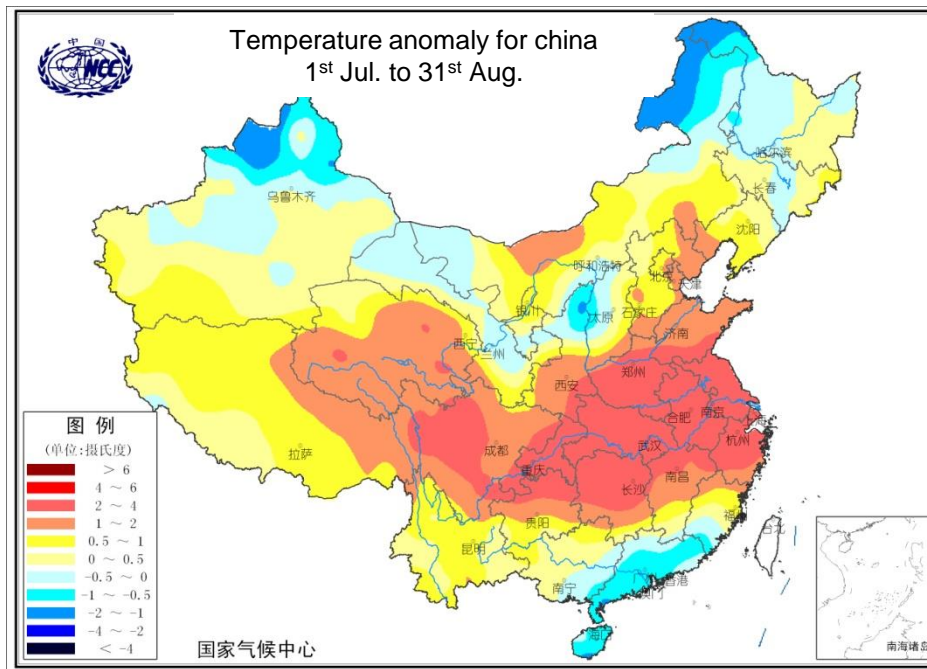 Temperature anomaly for china
1st Jul. to 31st Aug.
中国
NCC
哈尔滨
长春
乌鲁木齐
沈阳
呼和浩特
北京
天津
银川
太原
石家庄
西宁
兰州
济南
西安
郑州
合肥
南京
上海
拉萨
成都
武汉
杭州
重庆
长沙
南昌
贵阳
福
台北
昆明
南宁
广
香港
澳门
海口
图 例
(单位:摄氏度)
> 6
4 ~ 6
2 ~ 4
1 ~ 2
0.5 ~ 1
0 ~ 0.5
-0.5 ~ 0
-1 ~ -0.5
-2 ~ -1
-4 ~ -2
< -4
国家气候中心
南海诸岛